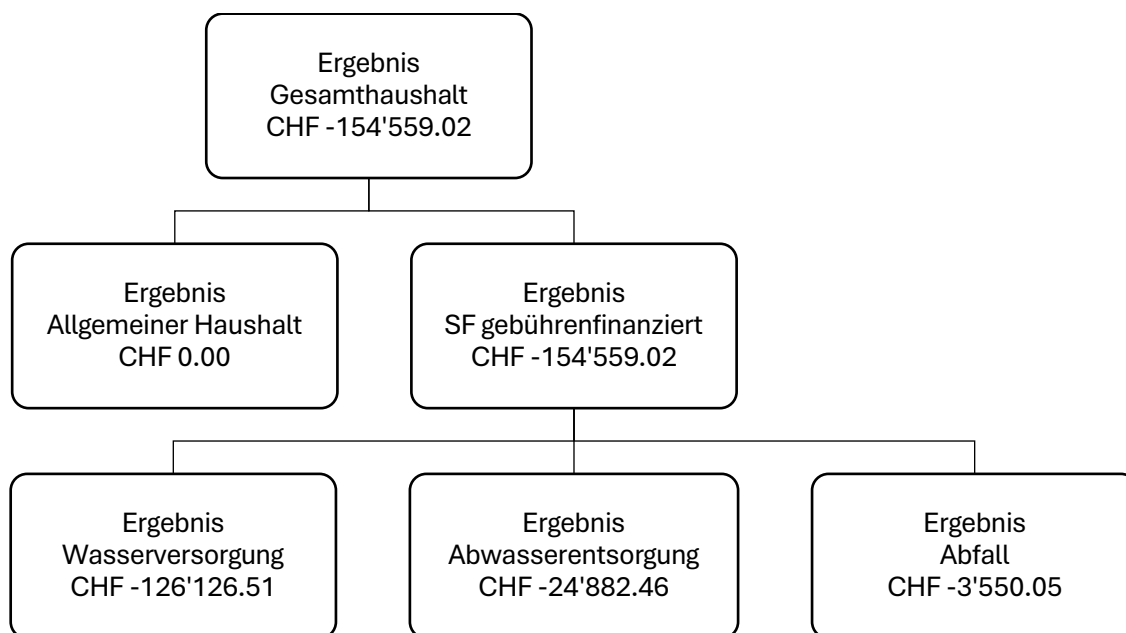 Ergebnis
Gesamthaushalt
CHF -154'559.02
Ergebnis
Allgemeiner Haushalt
CHF 0.00
Ergebnis
SF gebührenfinanziert
CHF -154'559.02
Ergebnis
Wasserversorgung
CHF -126'126.51
Ergebnis
Abwasserentsorgung
CHF -24'882.46
Ergebnis
Abfall
CHF -3'550.05